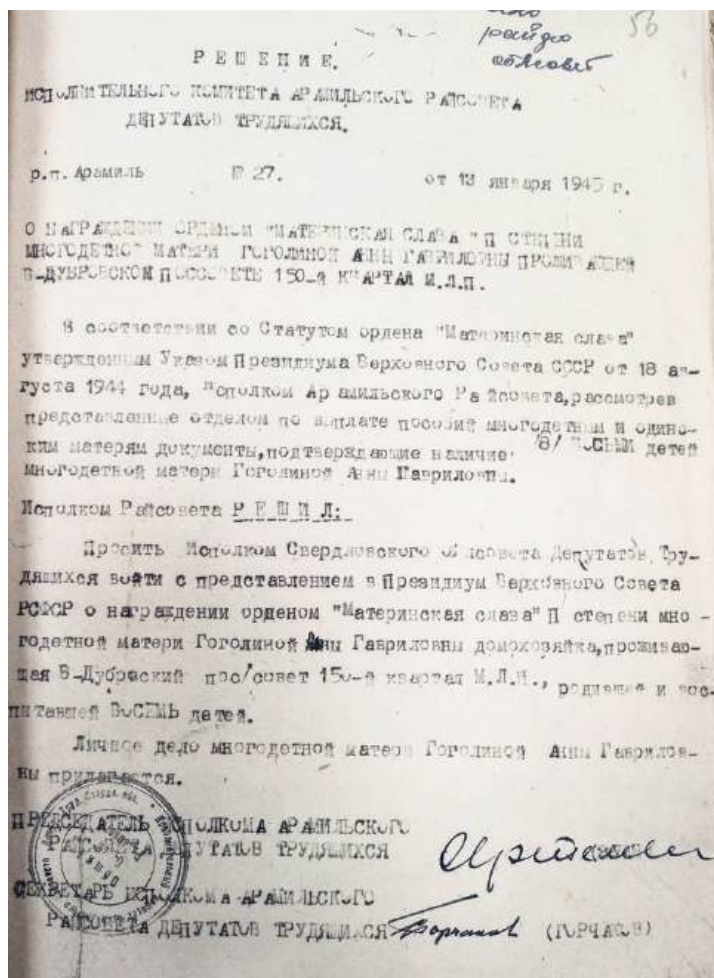 56
райдо
облсовет
РЕШЕНИЕ.
ИСПОЛНИТЕЛЬНОГО КОМИТЕТА АРАМИЛЬСКОГО РАЙСОВЕТА
ДЕПУТАТОВ ТРУДЯЩИХСЯ.
р.п. Арамиль № 27. от 13 января 1945 г.
О НАГРАЖДЕНИИ ОРДЕНОМ "МАТЕРИНСКАЯ СЛАВА" П СТЕПЕНИ
МНОГОДЕТНОЙ МАТЕРИ ГОГОЛИНОЙ АННЫ ГАВРИЛОВНЫ ПРОЖИВАЮЩЕЙ
В-ДУБРОВСКОМ ПОССОВЕТЕ 150-й КВАРТАЛ М.Л.П.
В соответствии со Статутом ордена "Материнская слава"
утвержденным Указом Президиума Верховного Совета СССР от 18 ав-
густа 1944 года, Исполком Арамильского Райсовета, рассмотрев
представленные отделом по выплате пособий многодетным и одино-
ким матерям документы, подтверждающие наличие /8/ ВОСЬМИ детей
многодетной матери Гоголиной Анны Гавриловны.
Исполком Райсовета РЕШИЛ:
Просить Исполком Свердловского облсовета Депутатов Тру-
дящихся войти с представлением в Президиум Верховного Совета
РСФСР о награждении орденом "Материнская слава" П степени мно-
годетной матери Гоголиной Анны Гавриловны домохозяйка, проживаю-
щая В-Дубровский пос/совет 150-й квартал М.Л.П., родившей и вос-
питавшей ВОСЕМЬ детей.
Личное дело многодетной матери Гоголиной Анны Гаврилов-
ны прилагается.
ПРЕДСЕДАТЕЛЬ ИСПОЛКОМА АРАМИЛЬСКОГО
РАЙСОВЕТА ДЕПУТАТОВ ТРУДЯЩИХСЯ
СЕКРЕТАРЬ ИСПОЛКОМА АРАМИЛЬСКОГО
РАЙСОВЕТА ДЕПУТАТОВ ТРУДЯЩИХСЯ Горчаков (ГОРЧАКОВ)